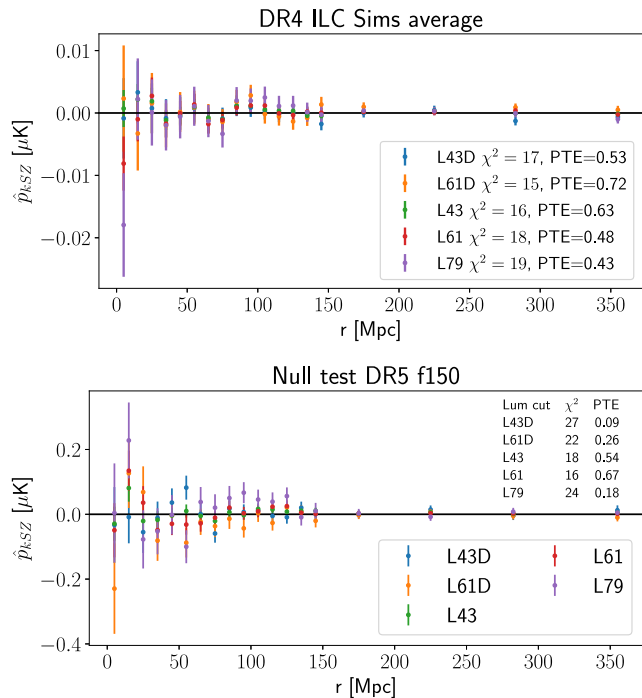 DR4 ILC Sims average
0.01
0.00
−0.01
−0.02
p̂_kSZ [μK]
L43D χ² = 17, PTE=0.53
L61D χ² = 15, PTE=0.72
L43 χ² = 16, PTE=0.63
L61 χ² = 18, PTE=0.48
L79 χ² = 19, PTE=0.43
0 50 100 150 200 250 300 350
r [Mpc]
Null test DR5 f150
0.2
0.0
−0.2
−0.4
p̂_kSZ [μK]
Lum cut χ² PTE
L43D 27 0.09
L61D 22 0.26
L43 18 0.54
L61 16 0.67
L79 24 0.18
L43D L61
L61D L79
L43
0 50 100 150 200 250 300 350
r [Mpc]